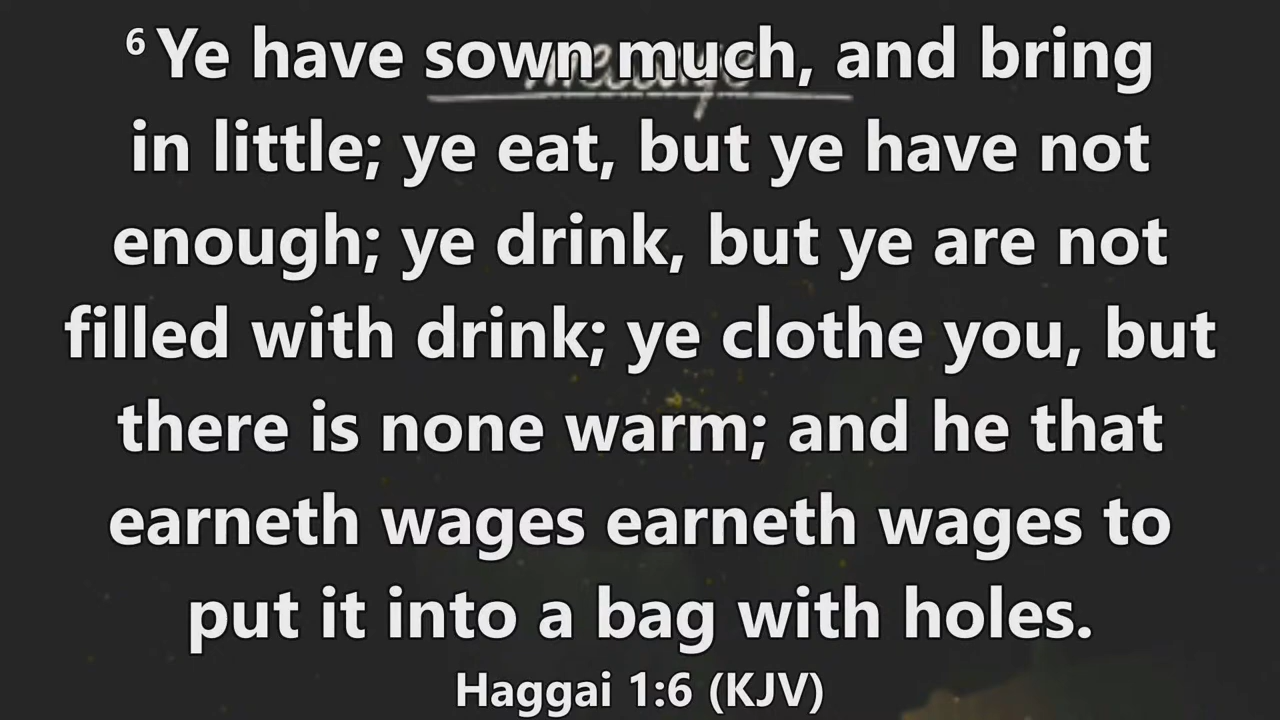 6 Ye have sown much, and bring
in little; ye eat, but ye have not
enough; ye drink, but ye are not
filled with drink; ye clothe you, but
there is none warm; and he that
earneth wages earneth wages to
put it into a bag with holes.
Haggai 1:6 (KJV)